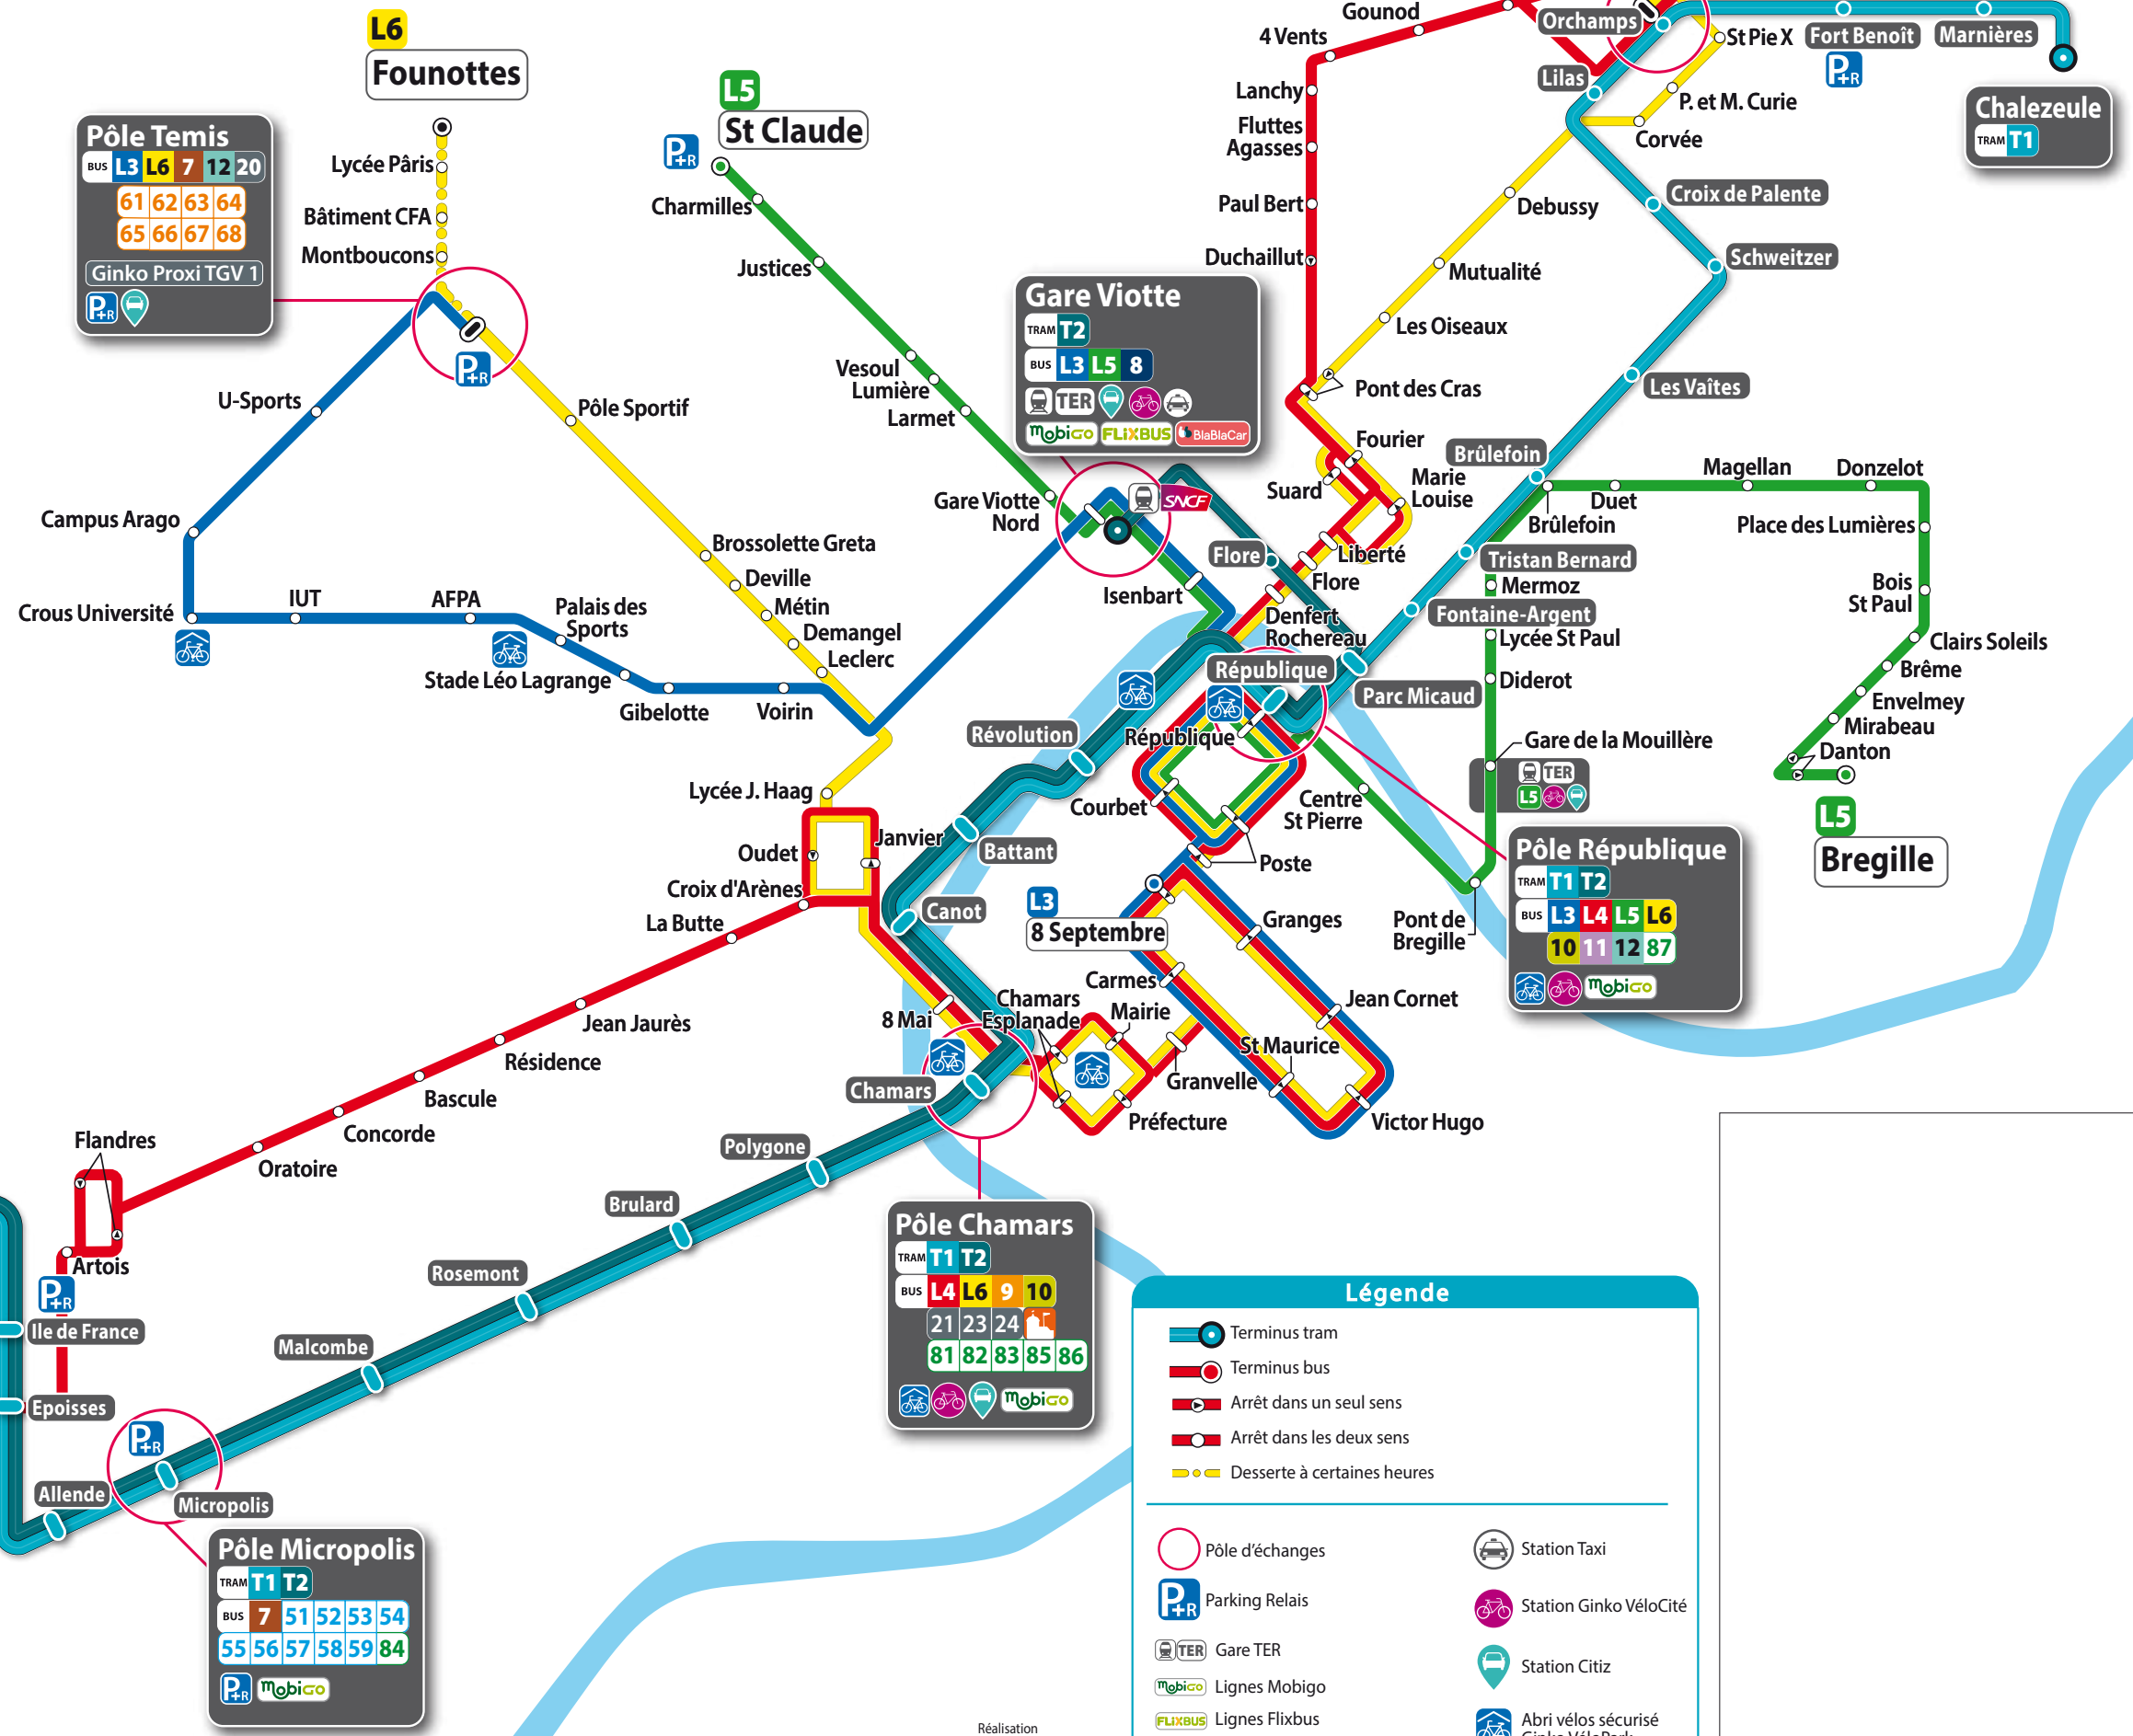 L6
Founottes
Pôle Temis
BUS L3 L6 7 12 20
61 62 63 64
65 66 67 68
Ginko Proxi TGV 1
P+R
Lycée Pâris
Bâtiment CFA
Montboucons
P+R
L5
St Claude
P+R
Charmilles
Justices
Vesoul
Lumière
Larmet
Gare Viotte
Nord
Gare Viotte
TRAM T2
BUS L3 L5 8
TER
mobiGo FLiXBUS BlaBlaCar
SNCF
Gounod
4 Vents
Lanchy
Fluttes
Agasses
Paul Bert
Duchaillut
Orchamps
Lilas
St Pie X
P. et M. Curie
Corvée
Fort Benoît
P+R
Marnières
Chalezeule
TRAM T1
Croix de Palente
Schweitzer
Debussy
Mutualité
Les Oiseaux
Pont des Cras
Les Vaîtes
Fourier
Suard
Marie
Louise
Brûlefoin
Brûlefoin
Duet
Magellan
Donzelot
Place des Lumières
Bois
St Paul
Clairs Soleils
Brême
Envelmey
Mirabeau
Danton
L5
Bregille
U-Sports
Campus Arago
Crous Université
IUT
AFPA
Palais des
Sports
Stade Léo Lagrange
Gibelotte
Voirin
Pôle Sportif
Brossolette Greta
Deville
Métin
Demangel
Leclerc
Isenbart
Flore
Liberté
Flore
Denfert
Rochereau
Tristan Bernard
Mermoz
Fontaine-Argent
Lycée St Paul
Diderot
République
Parc Micaud
Gare de la Mouillère
TER
L5
Révolution
République
Courbet
Centre
St Pierre
Poste
Pont de
Bregille
Pôle République
TRAM T1 T2
BUS L3 L4 L5 L6
10 11 12 87
mobiGo
Lycée J. Haag
Oudet
Janvier
Croix d'Arènes
La Butte
Battant
Canot
L3
8 Septembre
Granges
Carmes
Jean Cornet
Chamars
Esplanade
Mairie
St Maurice
Granvelle
Préfecture
Victor Hugo
8 Mai
Chamars
Jean Jaurès
Résidence
Bascule
Concorde
Oratoire
Flandres
Artois
P+R
Ile de France
Epoisses
Polygone
Brulard
Rosemont
Malcombe
P+R
Allende
Micropolis
Pôle Chamars
TRAM T1 T2
BUS L4 L6 9 10
21 23 24
81 82 83 85 86
mobiGo
Pôle Micropolis
TRAM T1 T2
BUS 7 51 52 53 54
55 56 57 58 59 84
P+R mobiGo
Légende
Terminus tram
Terminus bus
Arrêt dans un seul sens
Arrêt dans les deux sens
Desserte à certaines heures
Pôle d'échanges
P+R Parking Relais
TER Gare TER
mobiGo Lignes Mobigo
FLiXBUS Lignes Flixbus
Station Taxi
Station Ginko VéloCité
Station Citiz
Abri vélos sécurisé
Ginko VéloPark
Réalisation